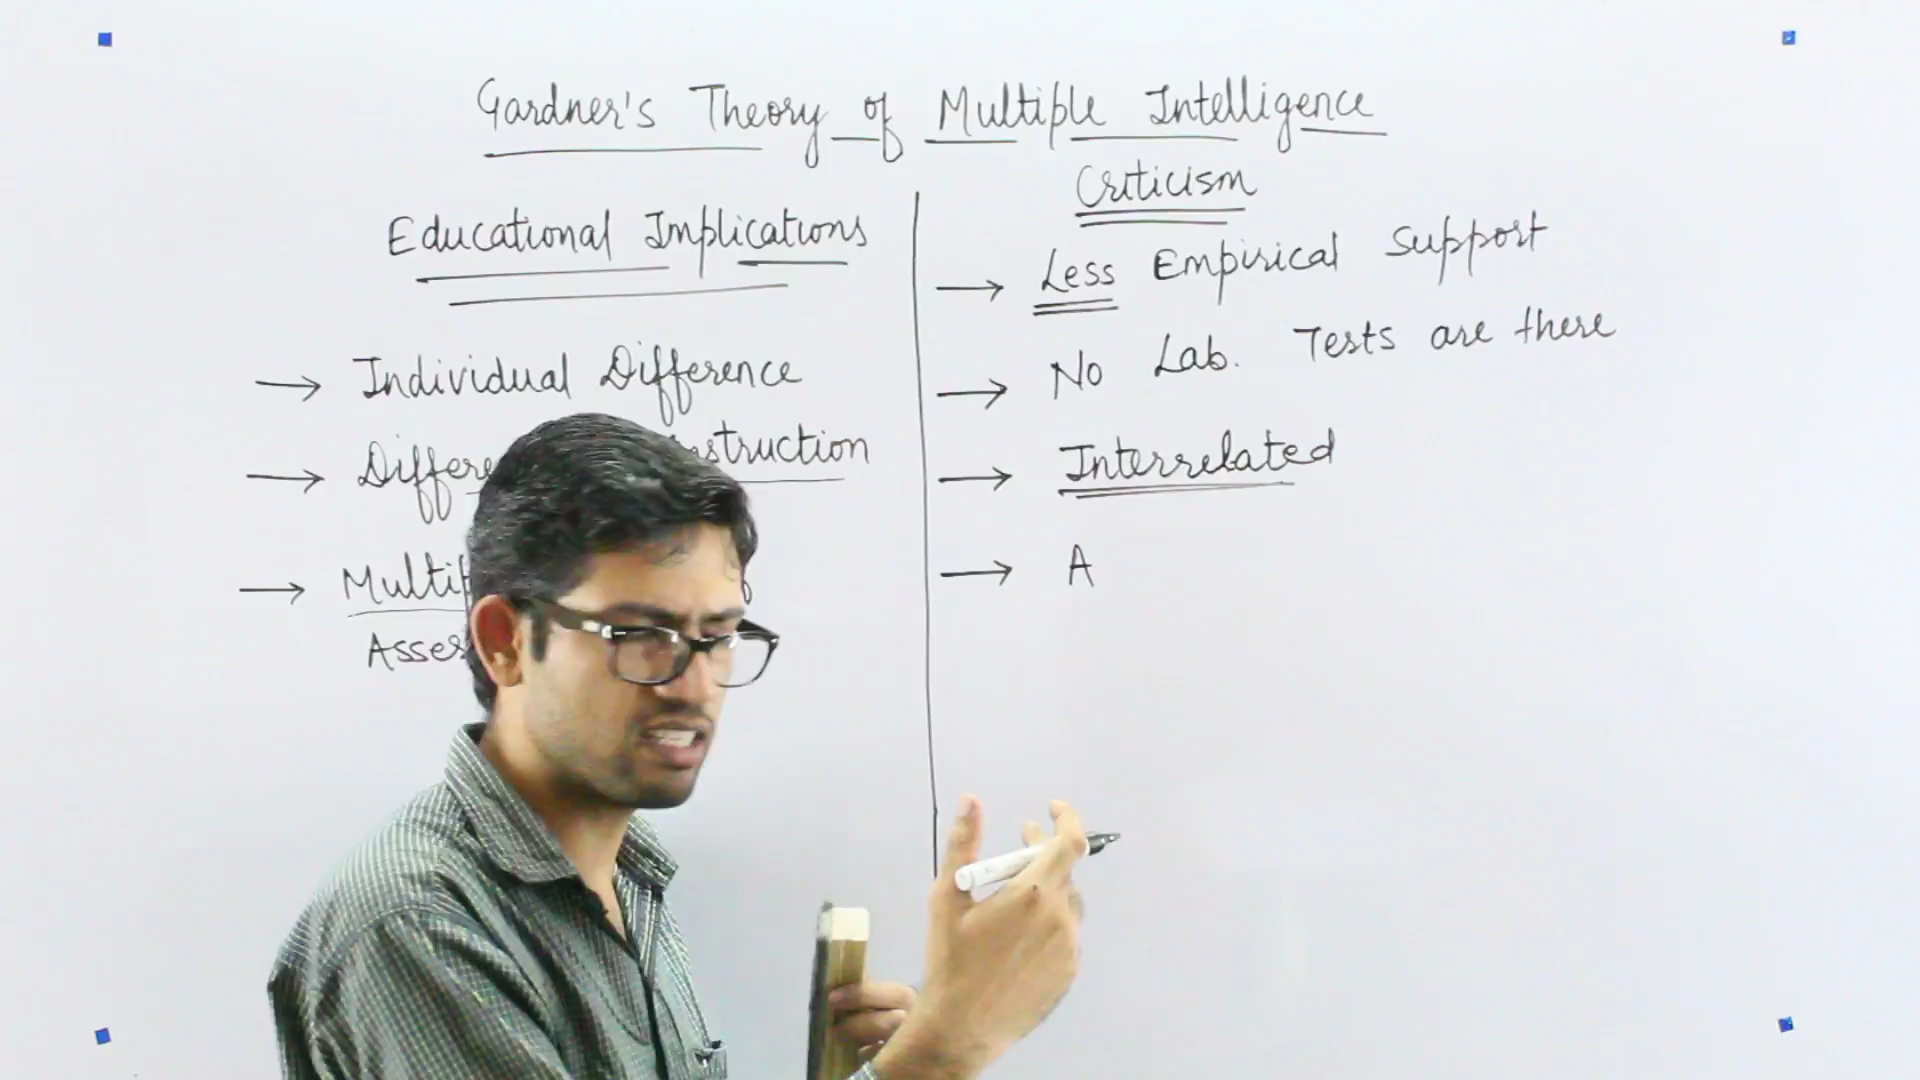 Gardner's Theory of Multiple Intelligence
Educational Implications
→ Individual Difference
→
→
Criticism
→ Less Empirical Support
→ No Lab. Tests are there
→ Interrelated
→ A